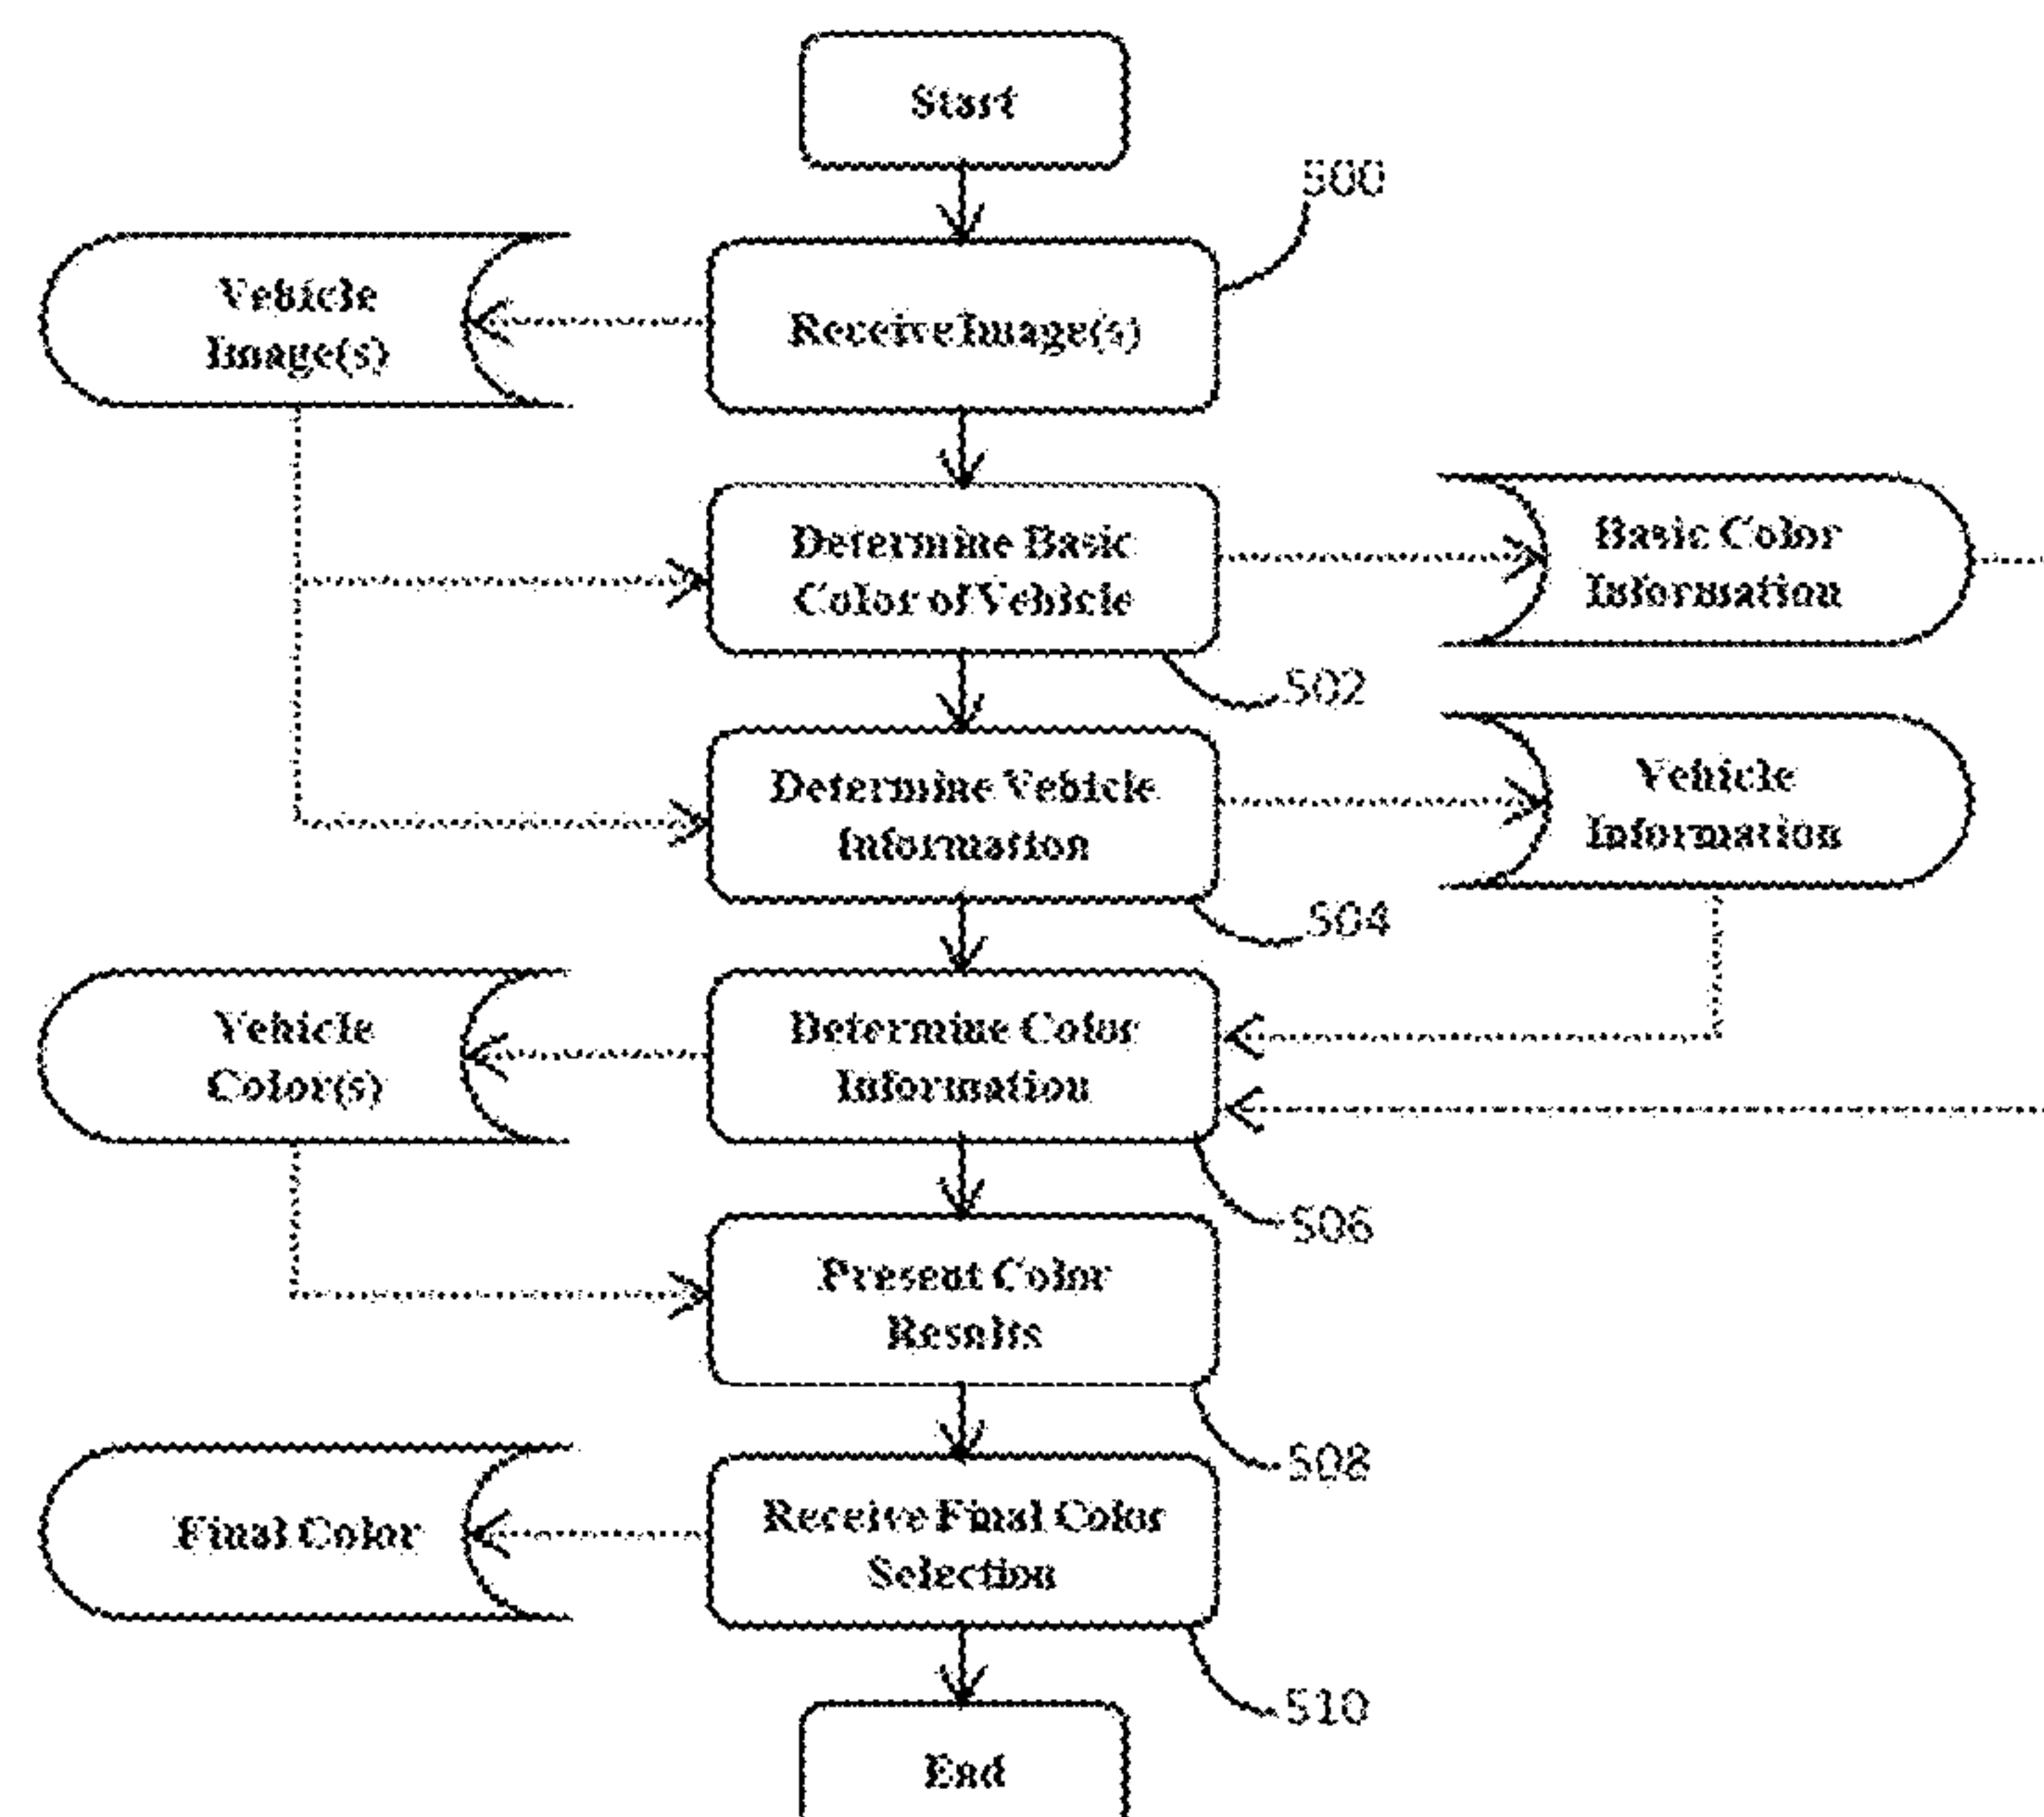 Start
500
Vehicle
Image(s)
Receive Image(s)
Determine Basic
Color of Vehicle
Basic Color
Information
502
Determine Vehicle
Information
Vehicle
Information
504
Vehicle
Color(s)
Determine Color
Information
506
Present Color
Results
508
Final Color
Receive Final Color
Selection
510
End